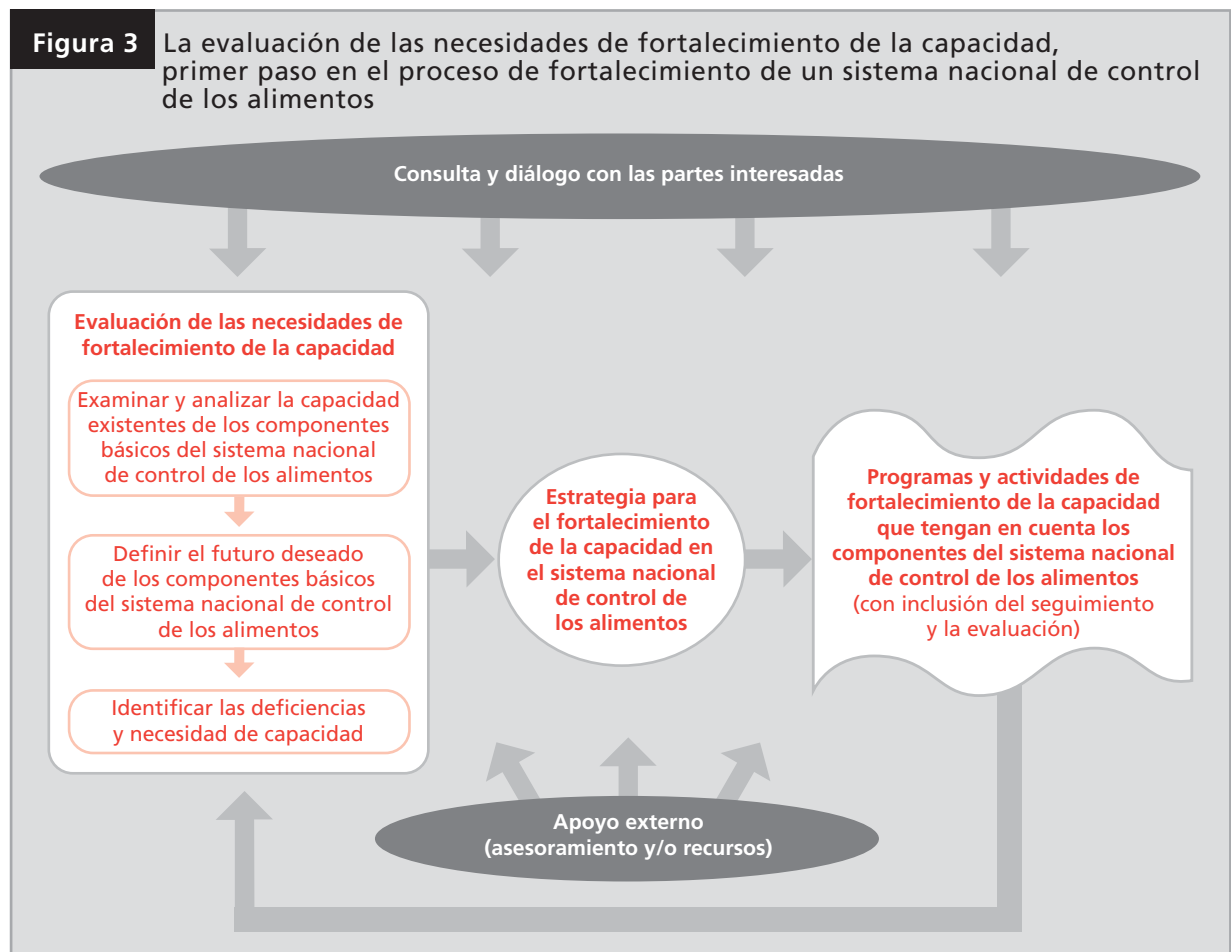 Figura 3
La evaluación de las necesidades de fortalecimiento de la capacidad,
primer paso en el proceso de fortalecimiento de un sistema nacional de control
de los alimentos
Consulta y diálogo con las partes interesadas
Evaluación de las necesidades de
fortalecimiento de la capacidad
Examinar y analizar la capacidad
existentes de los componentes
básicos del sistema nacional
de control de los alimentos
Definir el futuro deseado
de los componentes básicos
del sistema nacional de control
de los alimentos
Identificar las deficiencias
y necesidad de capacidad
Estrategia para
el fortalecimiento
de la capacidad en
el sistema nacional
de control de
los alimentos
Programas y actividades de
fortalecimiento de la capacidad
que tengan en cuenta los
componentes del sistema nacional
de control de los alimentos
(con inclusión del seguimiento
y la evaluación)
Apoyo externo
(asesoramiento y/o recursos)